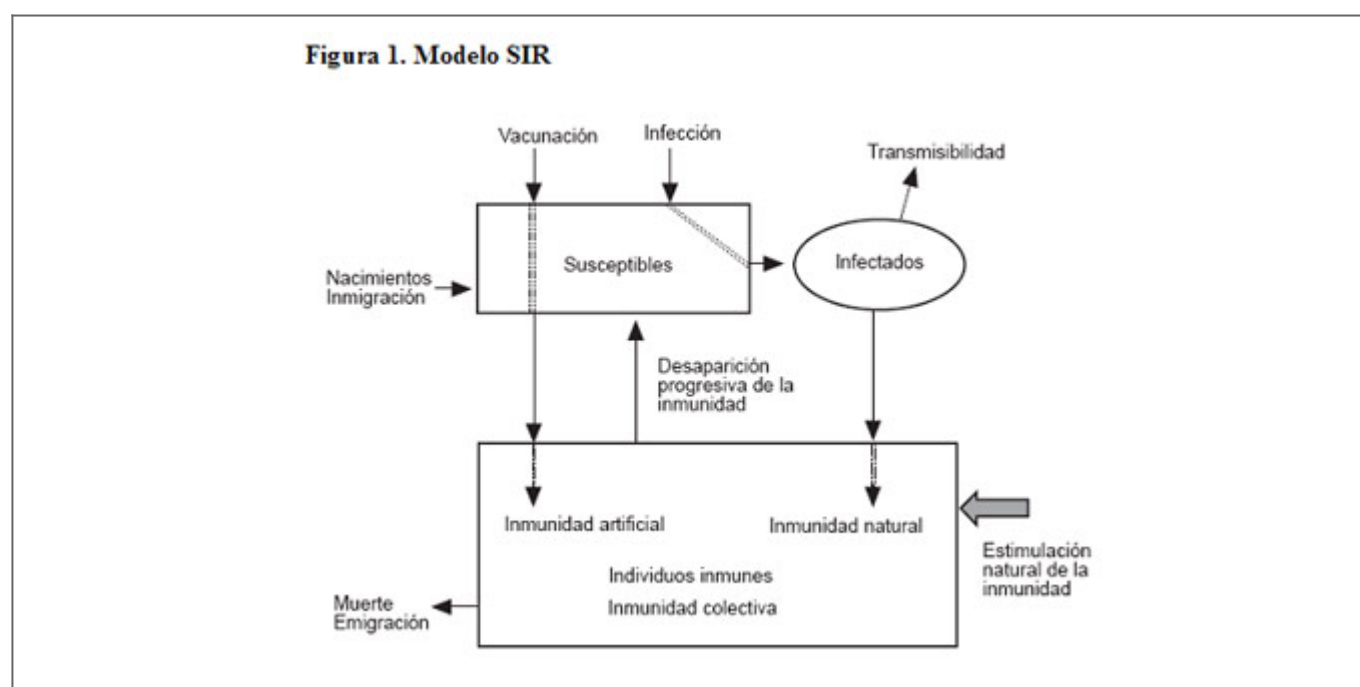 Figura 1. Modelo SIR
Vacunación
Infección
Transmisibilidad
Susceptibles
Infectados
Nacimientos
Inmigración
Desaparición
progresiva de la
inmunidad
Inmunidad artificial
Inmunidad natural
Individuos inmunes
Inmunidad colectiva
Estimulación
natural de la
inmunidad
Muerte
Emigración